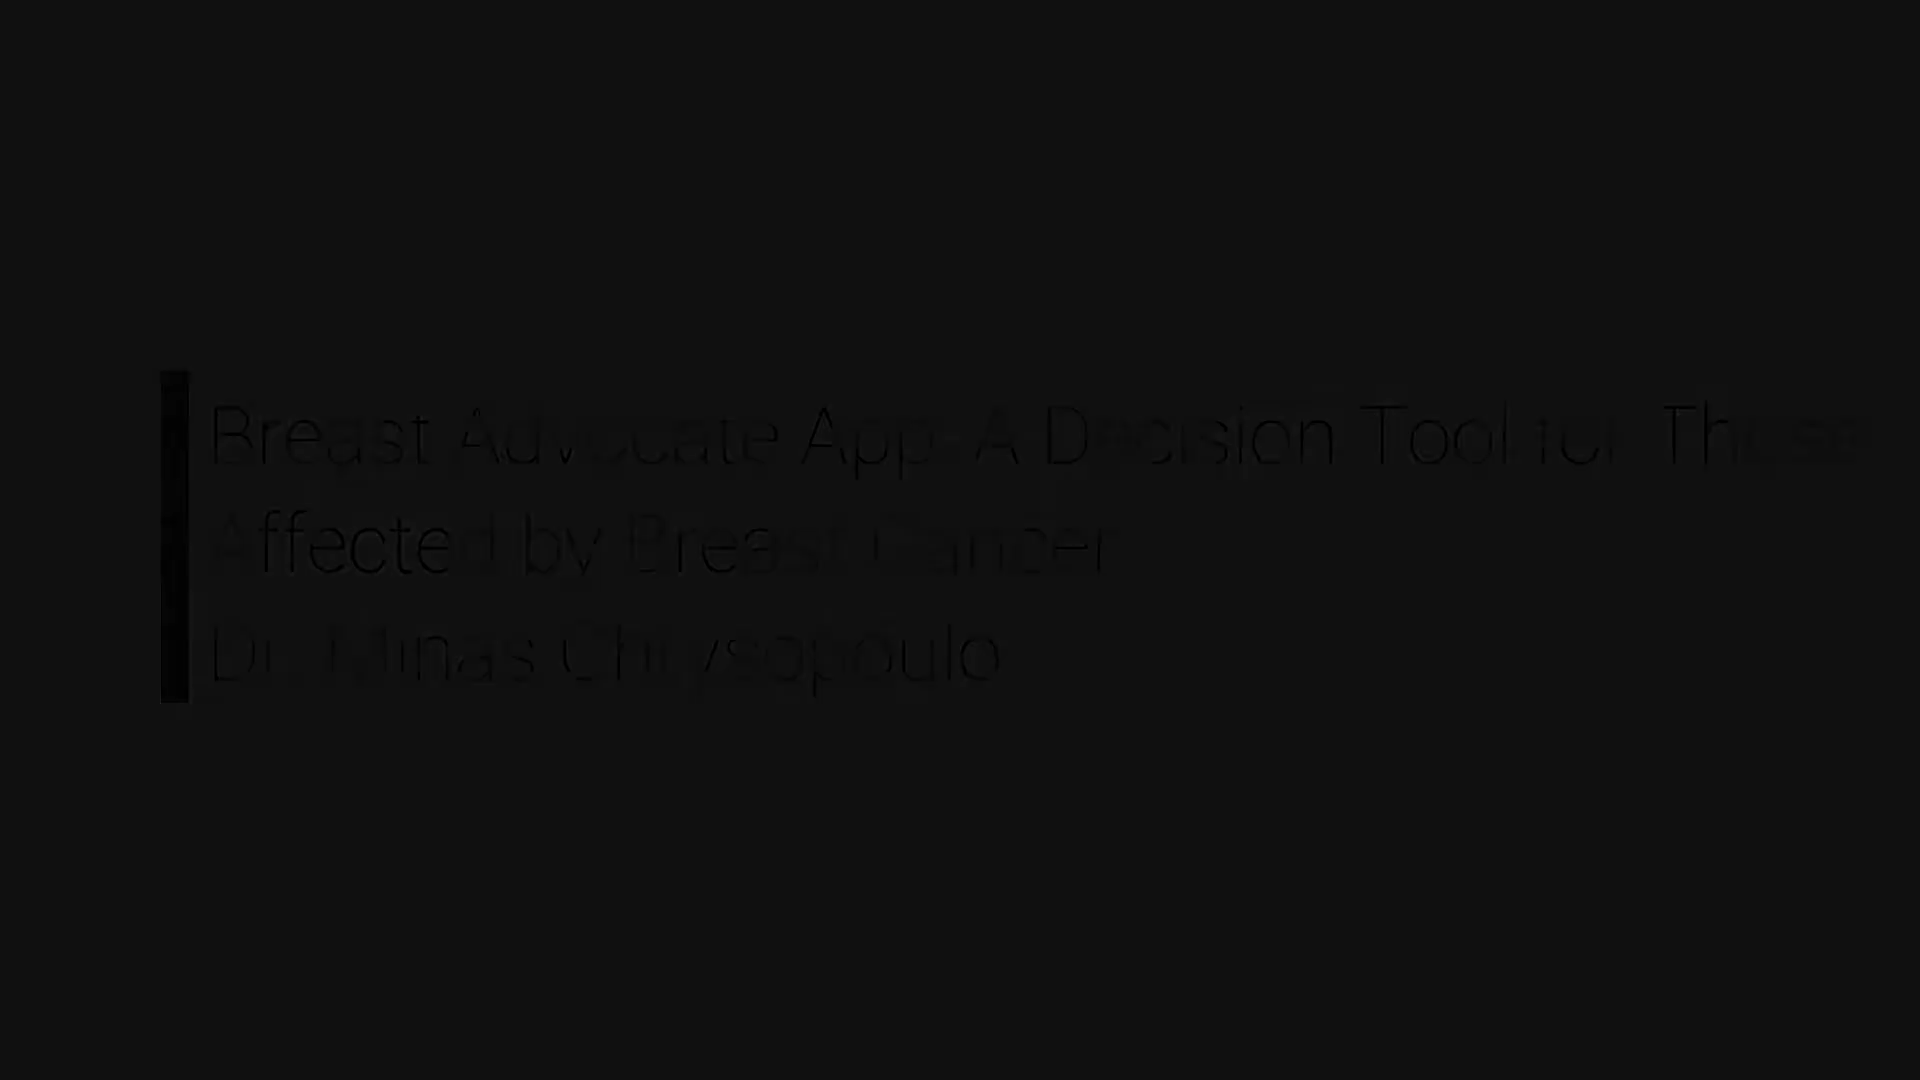 Breast Advocate App: A Decision Tool for Those
Affected by Breast Cancer
Dr. Minas Chrysopoulo